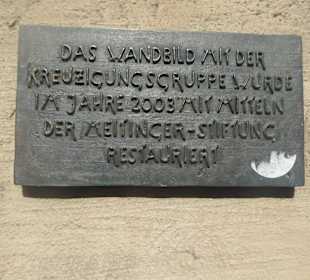 DAS WANDBILD MIT DER
KREUZIGUNGSGRUPPE WURDE
IM JAHRE 2003 MIT MITTELN
DER MEITINGER-STIFTUNG
RESTAURIERT